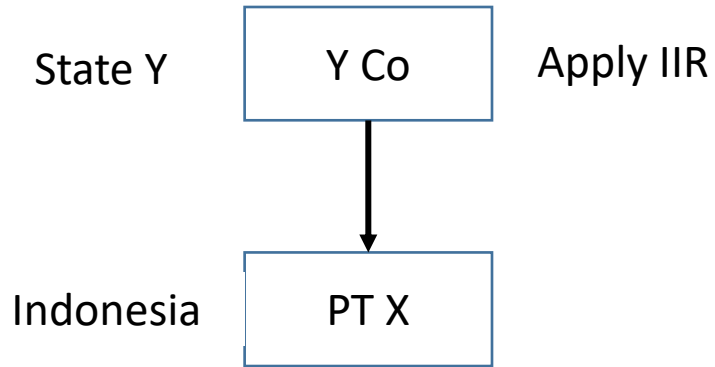 State Y
Y Co
Apply IIR
Indonesia
PT X